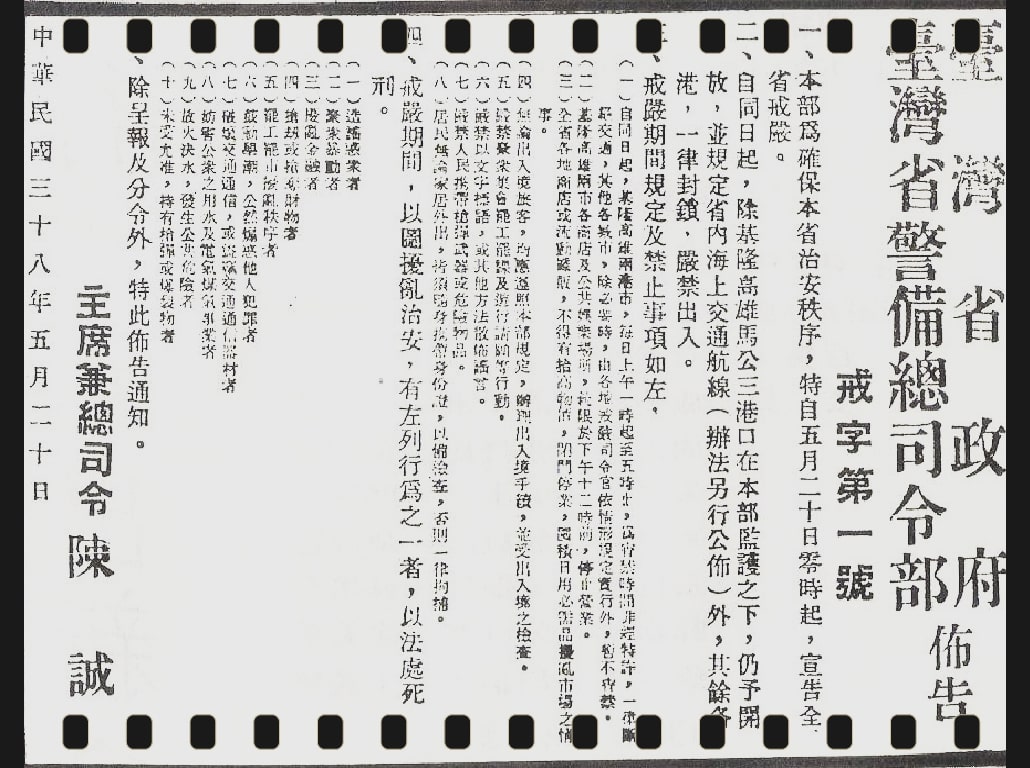 臺灣省政府
臺灣省警備總司令部
佈告
戒字第一號
一、本部爲確保本省治安秩序，特自五月二十日零時起，宣告全
省戒嚴。
二、自同日起，除基隆高雄馬公三港口在本部監護之下，仍予開
放，並規定省內海上交通航線（辦法另行公佈）外，其餘各
港，一律封鎖，嚴禁出入。
三、戒嚴期間規定及禁止事項如左．
（一）自同日起，基隆高雄兩港市，每日上午一時起至五時止，爲宵禁時間非經特許，一律斷
絕交通，其他各城市，除必要時，由各地戒嚴司令官依情形規定實行外，暫不宵禁。
（二）基隆高雄兩市各商店及公共娛樂場所，統限於下午十二時前，停止營業。
（三）全省各地商店或流動攤販，不得有抬高物價，閉門停業，囤積日用必需品擾亂市場之情
事。
（四）無論出入境旅客，均應遵照本部規定，辦理出入境手續，並受出入境之檢查。
（五）嚴禁聚衆集會罷工罷課及遊行請願等行動。
（六）嚴禁以文字標語，或其他方法散佈謠言。
（七）嚴禁人民携帶槍彈武器或危險物品。
（八）居民無論家居外出，皆須隨身携帶身份證，以備檢查，否則一律拘捕。
四、戒嚴期間，以圖擾亂治安，有左列行爲之一者，以法處死
刑。
（一）造謠惑衆者
（二）聚衆暴動者
（三）擾亂金融者
（四）搶刼或搶奪財物者
（五）罷工罷市擾亂秩序者
（六）鼓動學潮，公然煽惑他人犯罪者
（七）破壞交通通信，或盜竊交通通信器材者
（八）妨害公衆之用水及電氣煤氣事業者
（九）放火決水，發生公共危險者
（十）未受允准，持有槍彈或爆裂物者
、除呈報及分令外，特此佈告通知。
主席兼總司令 陳 誠
中華民國三十八年五月二十日